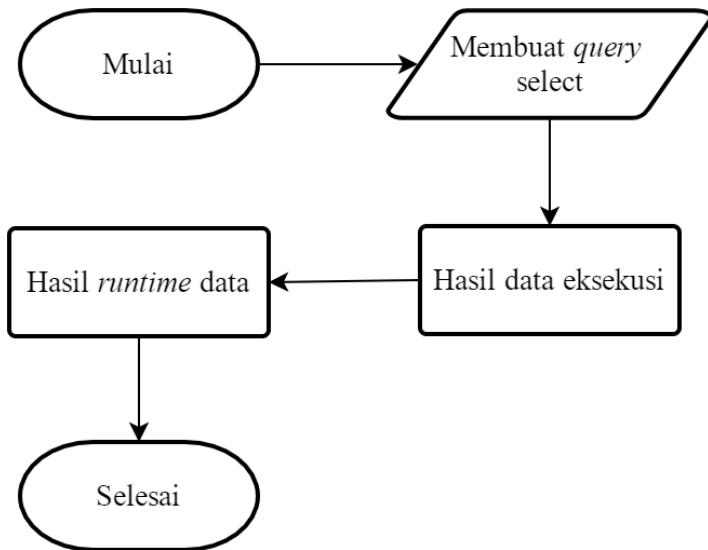 Mulai
Membuat query
select
Hasil data eksekusi
Hasil runtime data
Selesai